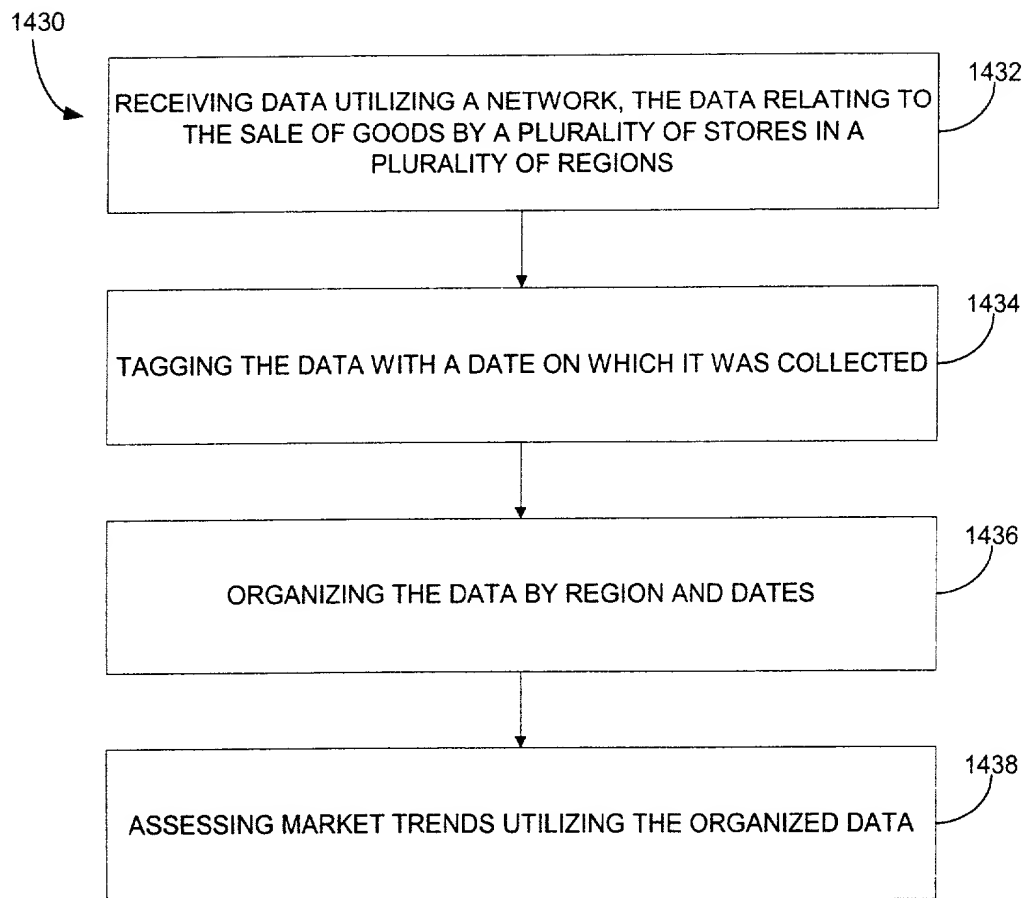 1430
1432
RECEIVING DATA UTILIZING A NETWORK, THE DATA RELATING TO
THE SALE OF GOODS BY A PLURALITY OF STORES IN A
PLURALITY OF REGIONS
1434
TAGGING THE DATA WITH A DATE ON WHICH IT WAS COLLECTED
1436
ORGANIZING THE DATA BY REGION AND DATES
1438
ASSESSING MARKET TRENDS UTILIZING THE ORGANIZED DATA